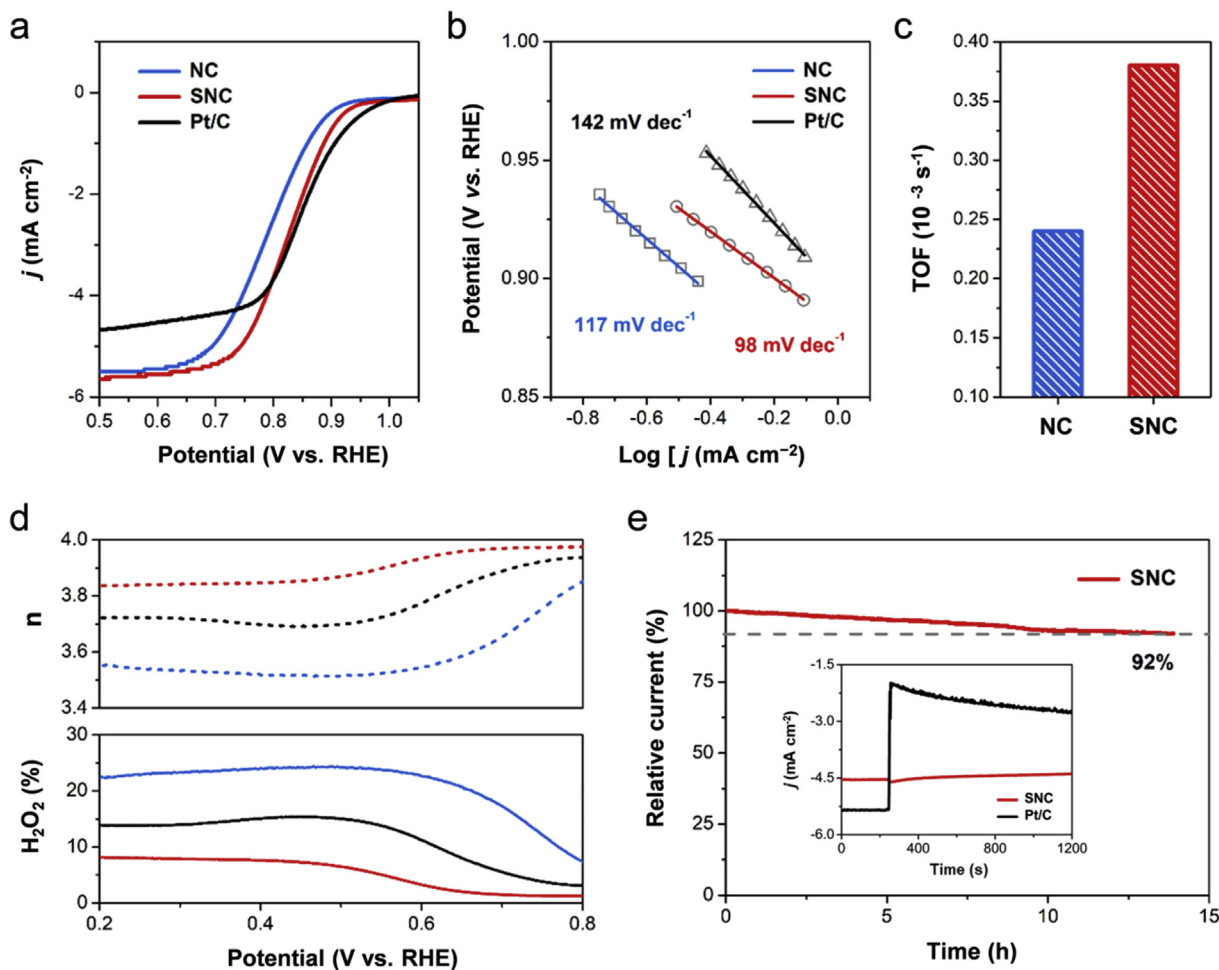 a
NC
SNC
Pt/C
j (mA cm⁻²)
0
-2
-4
-6
0.5 0.6 0.7 0.8 0.9 1.0
Potential (V vs. RHE)
b
NC
SNC
Pt/C
142 mV dec⁻¹
117 mV dec⁻¹
98 mV dec⁻¹
Potential (V vs. RHE)
1.00
0.95
0.90
0.85
-0.8 -0.6 -0.4 -0.2 0.0
Log [ j (mA cm⁻²)
c
TOF (10 ⁻³ s⁻¹)
0.40
0.35
0.30
0.25
0.20
0.15
0.10
NC SNC
d
n
4.0
3.8
3.6
3.4
H₂O₂ (%)
30
20
10
0
0.2 0.4 0.6 0.8
Potential (V vs. RHE)
e
SNC
92%
Relative current (%)
125
100
75
50
25
0
0 5 10 15
Time (h)
j (mA cm⁻²)
-1.5
-3.0
-4.5
-6.0
SNC
Pt/C
0 400 800 1200
Time (s)